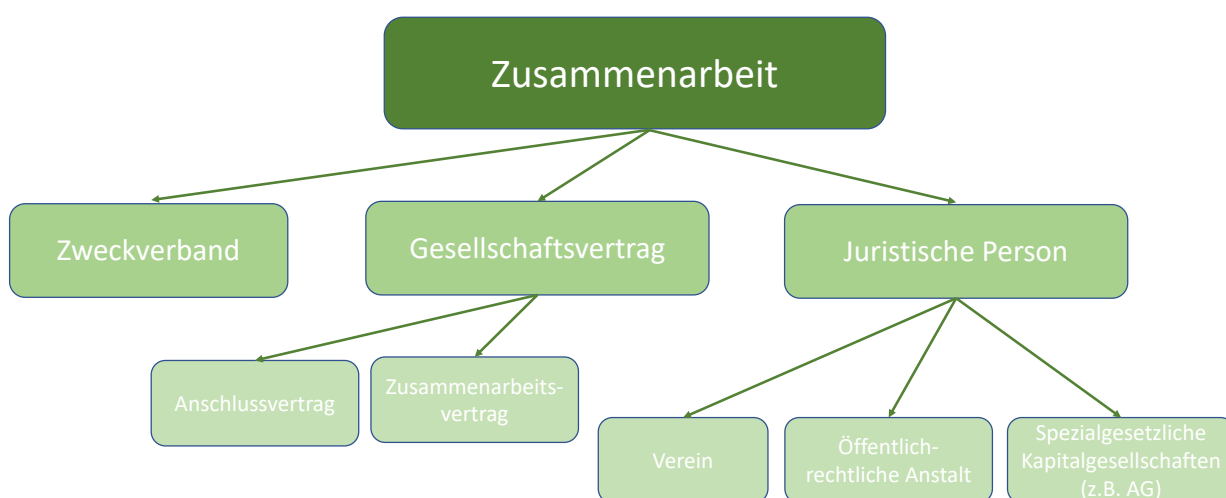 Zusammenarbeit
Zweckverband
Gesellschaftsvertrag
Juristische Person
Anschlussvertrag
Zusammenarbeits-
vertrag
Verein
Öffentlich-
rechtliche Anstalt
Spezialgesetzliche
Kapitalgesellschaften
(z.B. AG)